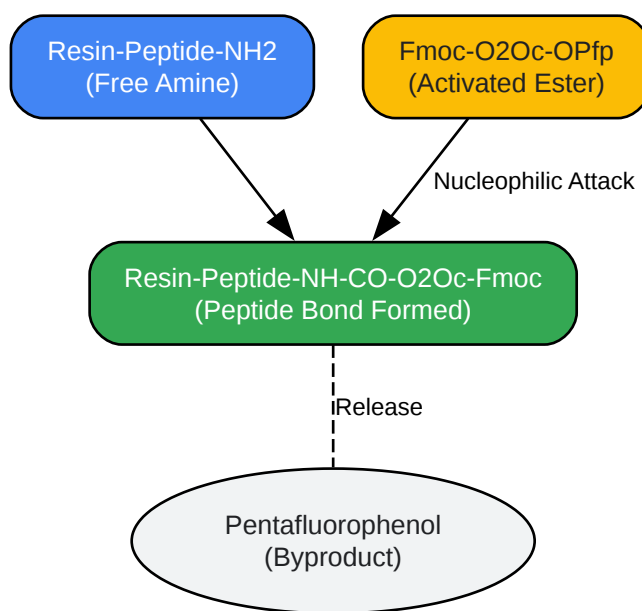 Resin-Peptide-NH2
(Free Amine)
Fmoc-O2Oc-OPfp
(Activated Ester)
Nucleophilic Attack
Resin-Peptide-NH-CO-O2Oc-Fmoc
(Peptide Bond Formed)
Release
Pentafluorophenol
(Byproduct)